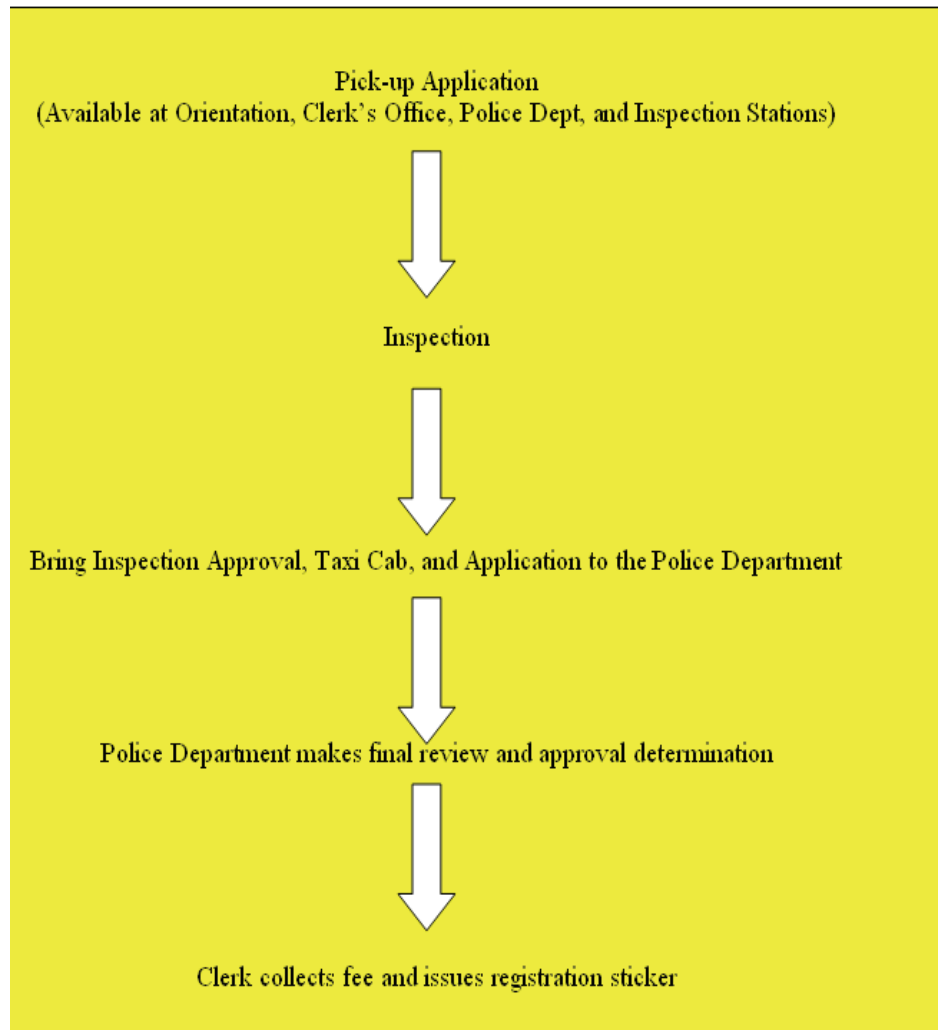 Pick-up Application
(Available at Orientation, Clerk’s Office, Police Dept, and Inspection Stations)
Inspection
Bring Inspection Approval, Taxi Cab, and Application to the Police Department
Police Department makes final review and approval determination
Clerk collects fee and issues registration sticker